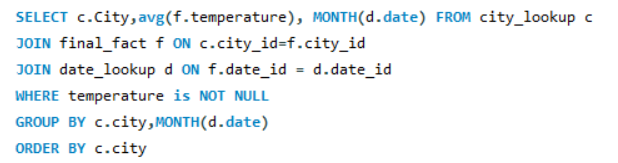 SELECT c.City,avg(f.temperature), MONTH(d.date) FROM city_lookup c
JOIN final_fact f ON c.city_id=f.city_id
JOIN date_lookup d ON f.date_id = d.date_id
WHERE temperature is NOT NULL
GROUP BY c.city,MONTH(d.date)
ORDER BY c.city